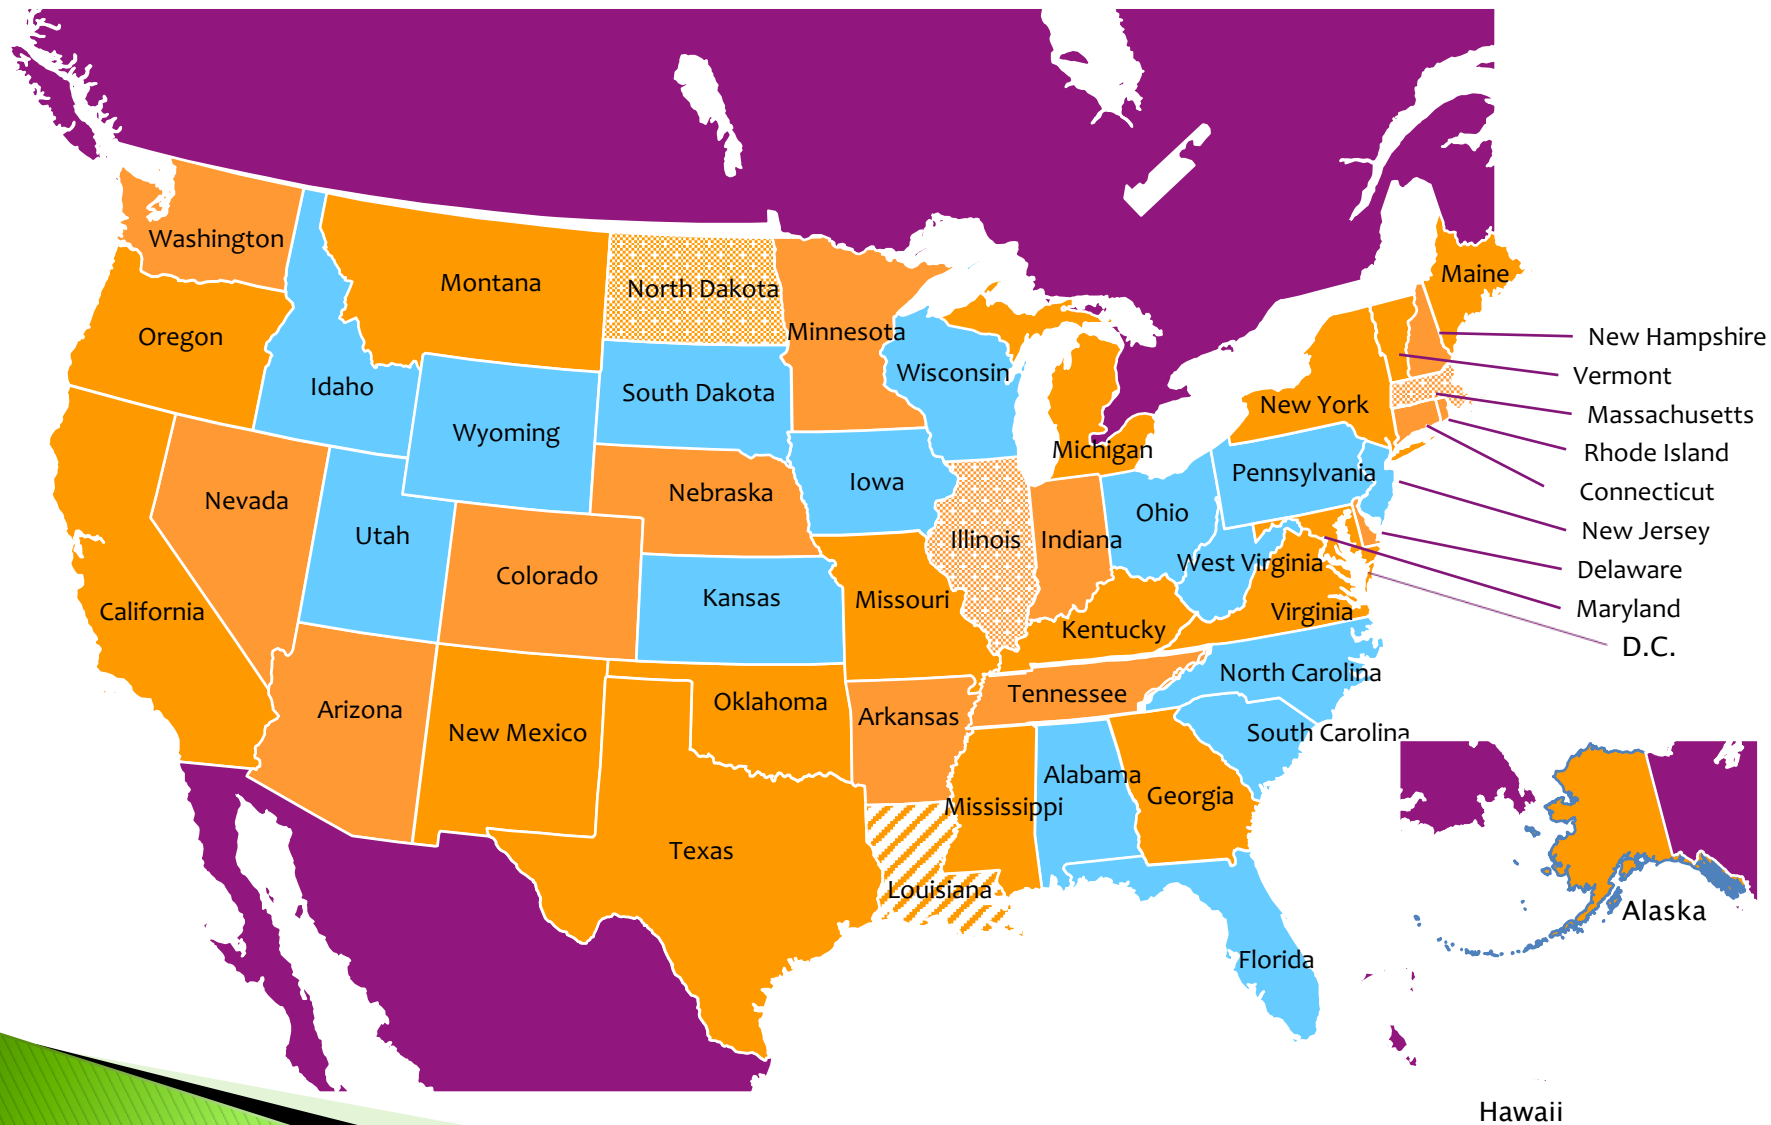 Washington
Montana
North Dakota
Minnesota
Maine
Oregon
Idaho
Wyoming
South Dakota
Wisconsin
Michigan
New York
New Hampshire
Vermont
Massachusetts
Rhode Island
Connecticut
New Jersey
Delaware
Maryland
D.C.
Nevada
Utah
Colorado
Nebraska
Iowa
Illinois
Indiana
Ohio
Pennsylvania
California
Kansas
Missouri
Kentucky
West Virginia
Virginia
Arizona
New Mexico
Oklahoma
Arkansas
Tennessee
North Carolina
South Carolina
Texas
Louisiana
Mississippi
Alabama
Georgia
Florida
Alaska
Hawaii